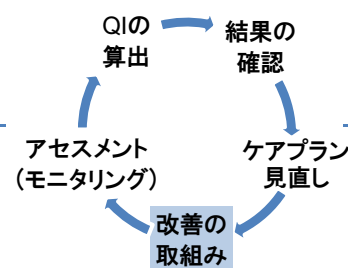 QIの
算出
結果の
確認
ケアプラン
見直し
改善の
取組み
アセスメント
（モニタリング）